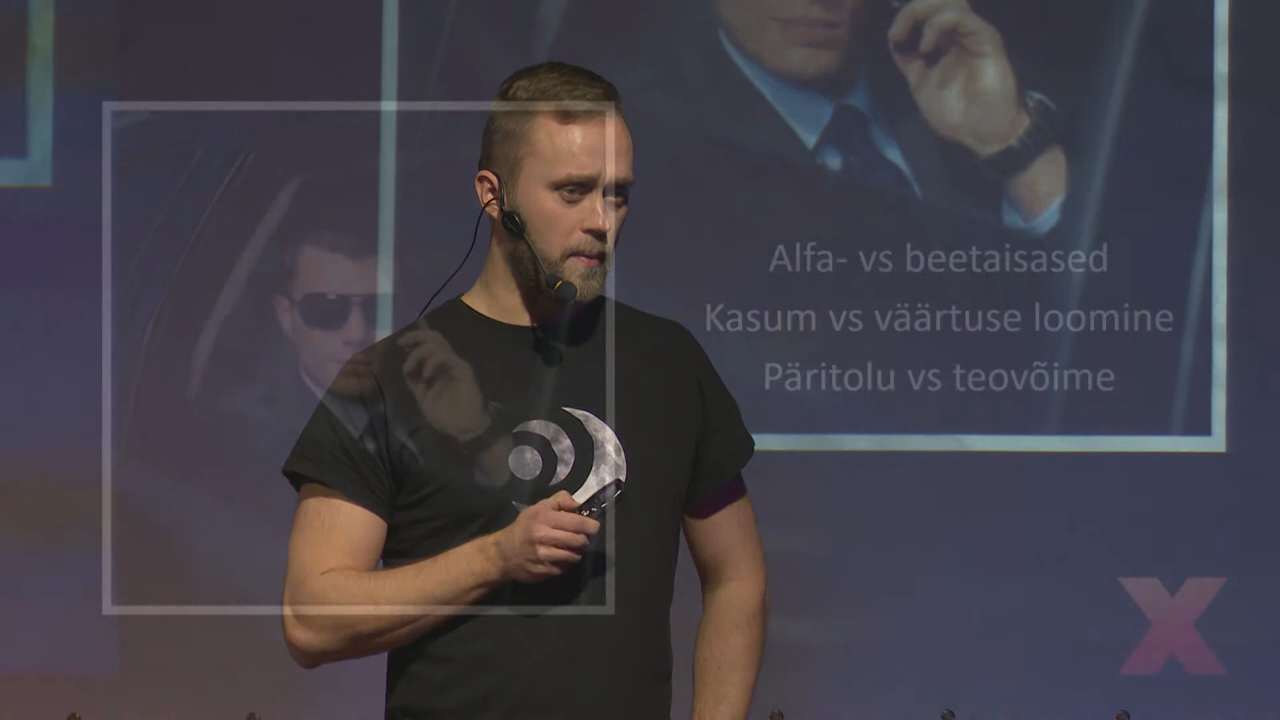 Alfa- vs beetaisased
Kasum vs väärtuse loomine
Päritolu vs teovõime
X